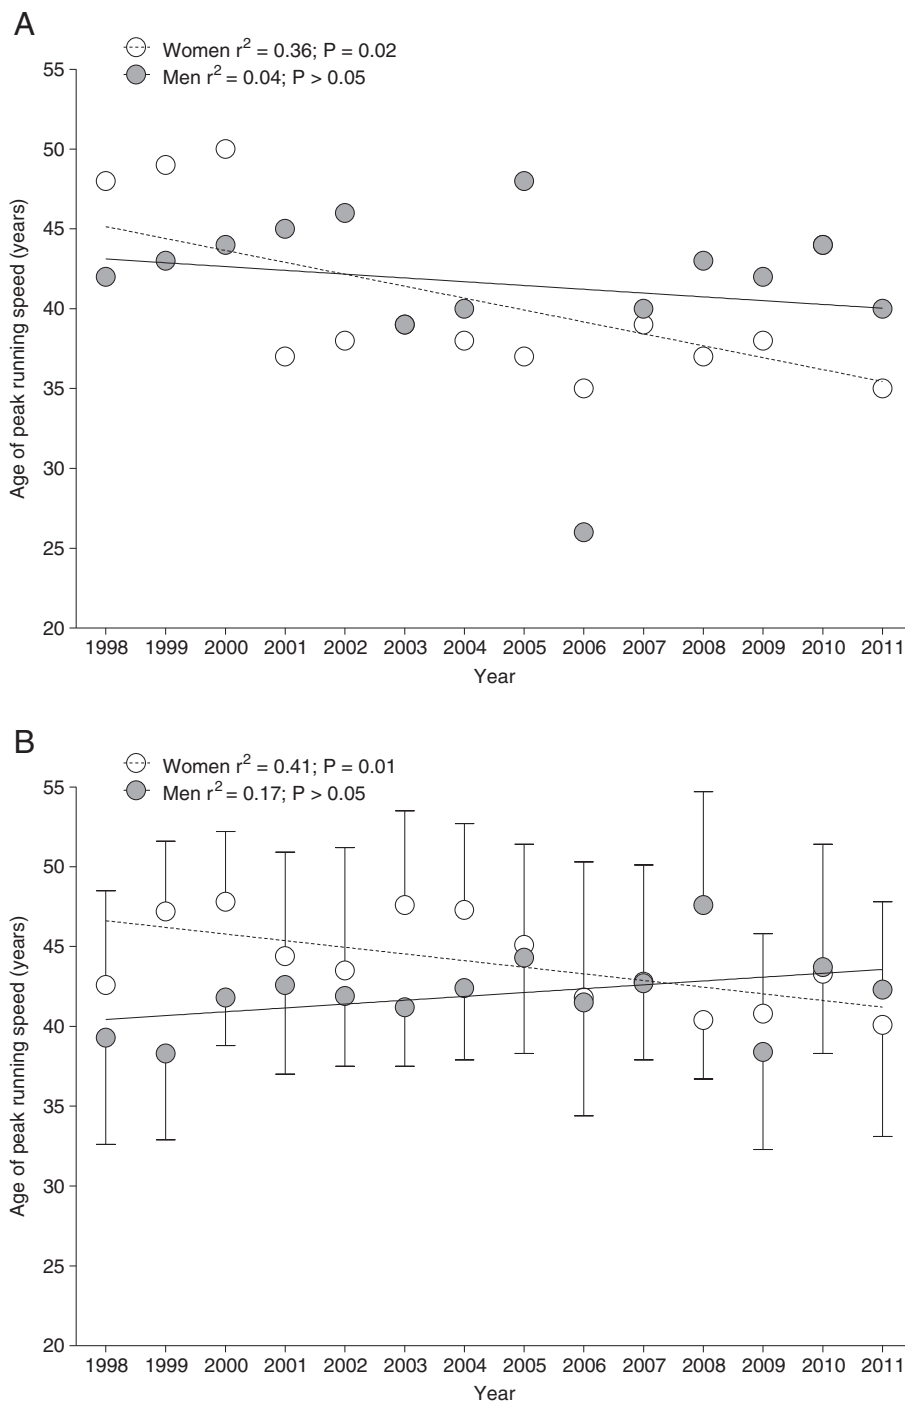 A
Women r² = 0.36; P = 0.02
Men r² = 0.04; P > 0.05
55
50
45
40
35
30
25
20
Age of peak running speed (years)
1998 1999 2000 2001 2002 2003 2004 2005 2006 2007 2008 2009 2010 2011
Year
B
Women r² = 0.41; P = 0.01
Men r² = 0.17; P > 0.05
55
50
45
40
35
30
25
20
Age of peak running speed (years)
1998 1999 2000 2001 2002 2003 2004 2005 2006 2007 2008 2009 2010 2011
Year